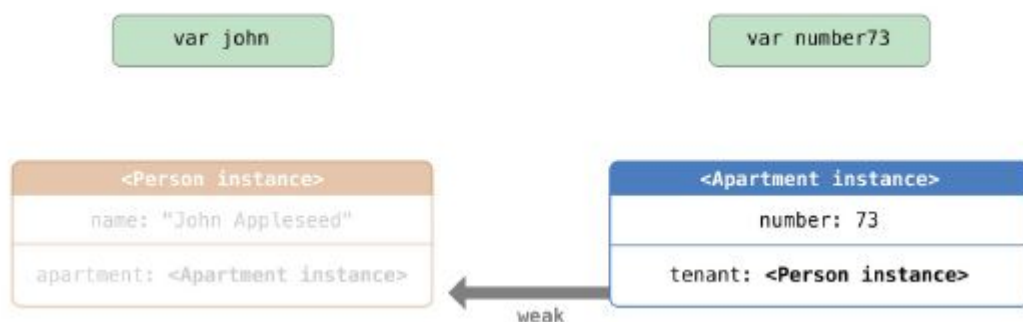 var john
var number73
<Person instance>
name: "John Appleseed"
apartment: <Apartment instance>
<Apartment instance>
number: 73
tenant: <Person instance>
weak